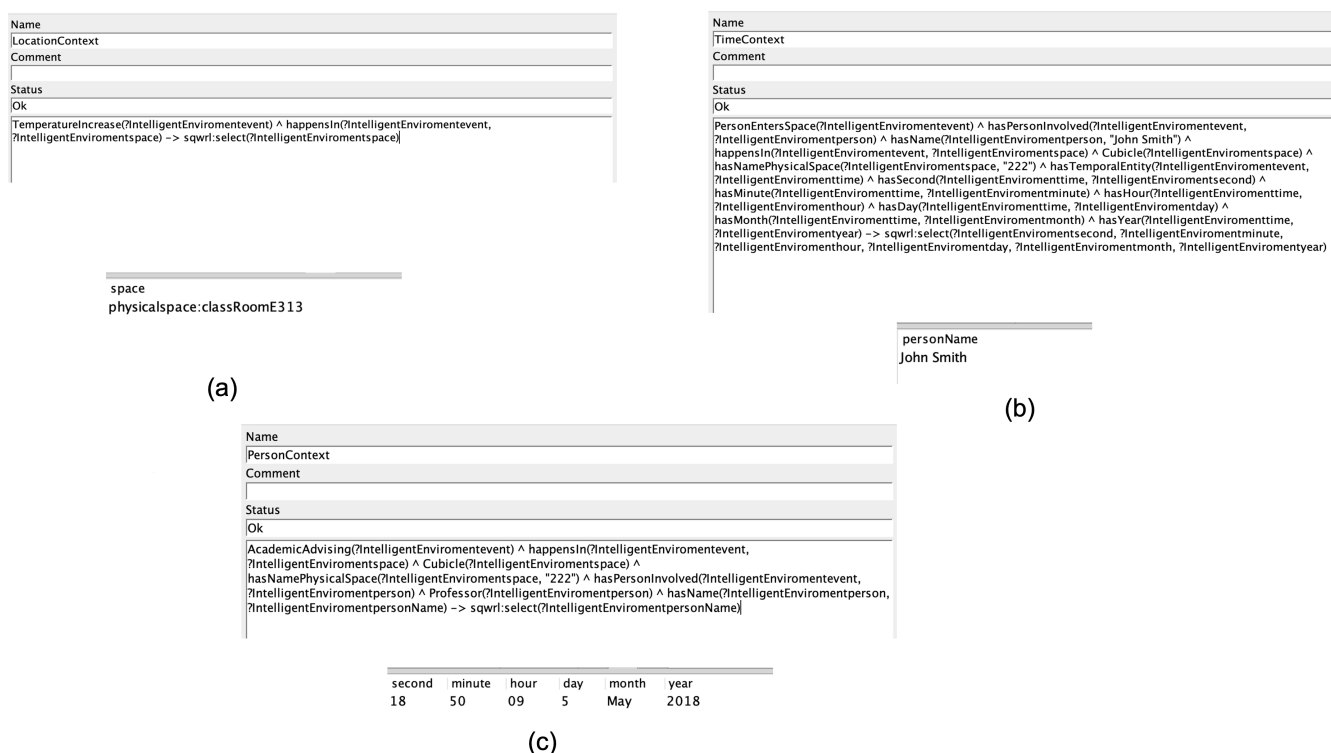 Name
LocationContext
Comment
Status
Ok
TemperatureIncrease(?IntelligentEnviromentevent) ^ happensIn(?IntelligentEnviromentevent,
?IntelligentEnviromentspace) -> sqwrl:select(?IntelligentEnviromentspace)
space
physicalspace:classRoomE313
(a)
Name
TimeContext
Comment
Status
Ok
PersonEntersSpace(?IntelligentEnviromentevent) ^ hasPersonInvolved(?IntelligentEnviromentevent,
?IntelligentEnviromentperson) ^ hasName(?IntelligentEnviromentperson, "John Smith") ^
happensIn(?IntelligentEnviromentevent, ?IntelligentEnviromentspace) ^ Cubicle(?IntelligentEnviromentspace) ^
hasNamePhysicalSpace(?IntelligentEnviromentspace, "222") ^ hasTemporalEntity(?IntelligentEnviromentevent,
?IntelligentEnviromenttime) ^ hasSecond(?IntelligentEnviromenttime, ?IntelligentEnviromentsecond) ^
hasMinute(?IntelligentEnviromenttime, ?IntelligentEnviromentminute) ^ hasHour(?IntelligentEnviromenttime,
?IntelligentEnviromenthour) ^ hasDay(?IntelligentEnviromenttime, ?IntelligentEnviromentday) ^
hasMonth(?IntelligentEnviromenttime, ?IntelligentEnviromentmonth) ^ hasYear(?IntelligentEnviromenttime,
?IntelligentEnviromentyear) -> sqwrl:select(?IntelligentEnviromentsecond, ?IntelligentEnviromentminute,
?IntelligentEnviromenthour, ?IntelligentEnviromentday, ?IntelligentEnviromentmonth, ?IntelligentEnviromentyear)
personName
John Smith
(b)
Name
PersonContext
Comment
Status
Ok
AcademicAdvising(?IntelligentEnviromentevent) ^ happensIn(?IntelligentEnviromentevent,
?IntelligentEnviromentspace) ^ Cubicle(?IntelligentEnviromentspace) ^
hasNamePhysicalSpace(?IntelligentEnviromentspace, "222") ^ hasPersonInvolved(?IntelligentEnviromentevent,
?IntelligentEnviromentperson) ^ Professor(?IntelligentEnviromentperson) ^ hasName(?IntelligentEnviromentperson,
?IntelligentEnviromentpersonName) -> sqwrl:select(?IntelligentEnviromentpersonName)
second minute hour day month year
18 50 09 5 May 2018
(c)